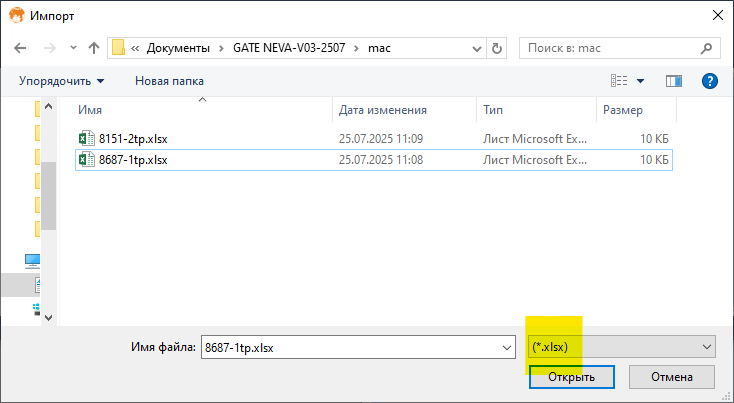 Импорт
« Документы › GATE NEVA-V03-2507 › mac
Поиск в: mac
Упорядочить
Новая папка
?
Имя Дата изменения Тип Размер
8151-2tp.xlsx 25.07.2025 11:09 Лист Microsoft Ex... 10 КБ
8687-1tp.xlsx 25.07.2025 11:08 Лист Microsoft Ex... 10 КБ
Имя файла: 8687-1tp.xlsx (*.xlsx)
Открыть Отмена